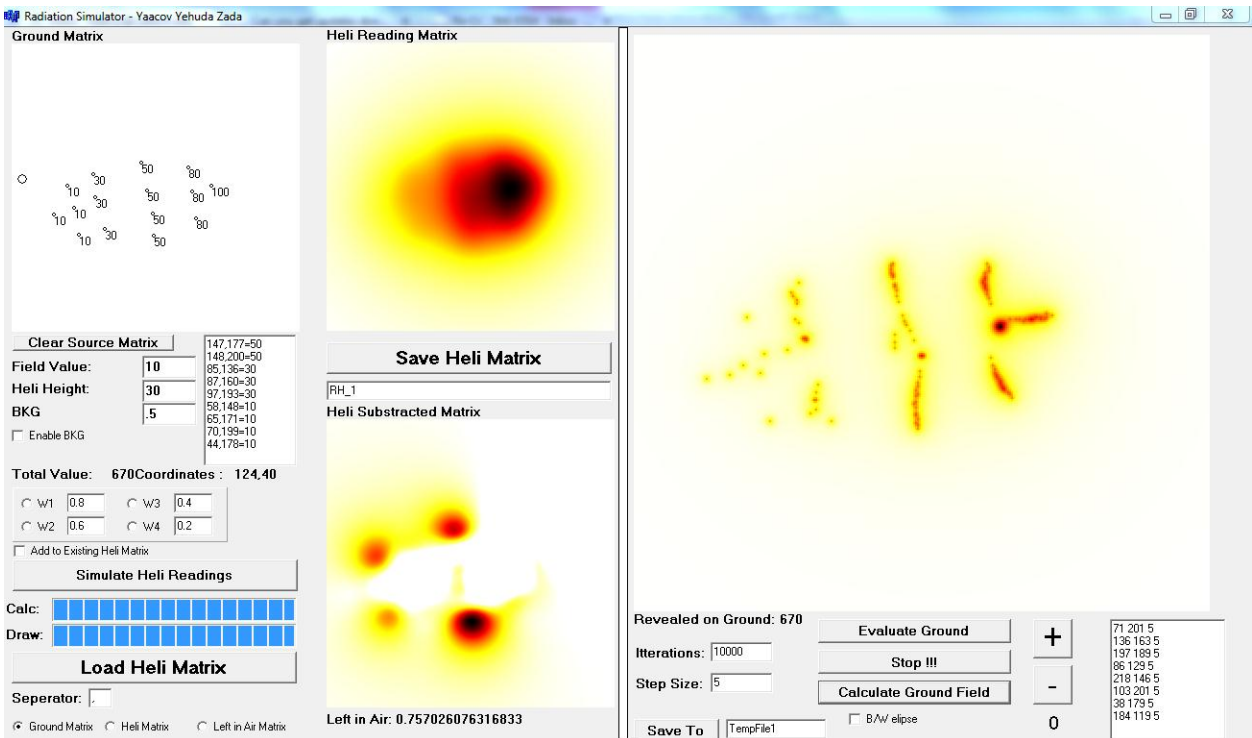 Radiation Simulator - Yaacov Yehuda Zada
Ground Matrix
50
80
30
10
50
80
100
30
10
10
50
80
10
30
50
Clear Source Matrix
Field Value: 10
Heli Height: 30
BKG .5
Enable BKG
147,177=50
148,200=50
85,136=30
87,160=30
97,193=30
58,148=10
65,171=10
70,199=10
44,178=10
Total Value: 670Coordinates : 124,40
W1 0.8 W3 0.4
W2 0.6 W4 0.2
Add to Existing Heli Matrix
Simulate Heli Readings
Calc:
Draw:
Load Heli Matrix
Seperator: ,
Ground Matrix Heli Matrix Left in Air Matrix
Heli Reading Matrix
Save Heli Matrix
RH_1
Heli Substracted Matrix
Left in Air: 0.757026076316833
Revealed on Ground: 670
Itterations: 10000
Step Size: 5
Save To TempFile1
Evaluate Ground
Stop !!!
Calculate Ground Field
B/W elipse
+
-
0
71 201 5
136 163 5
197 189 5
86 129 5
218 146 5
103 201 5
38 179 5
184 119 5